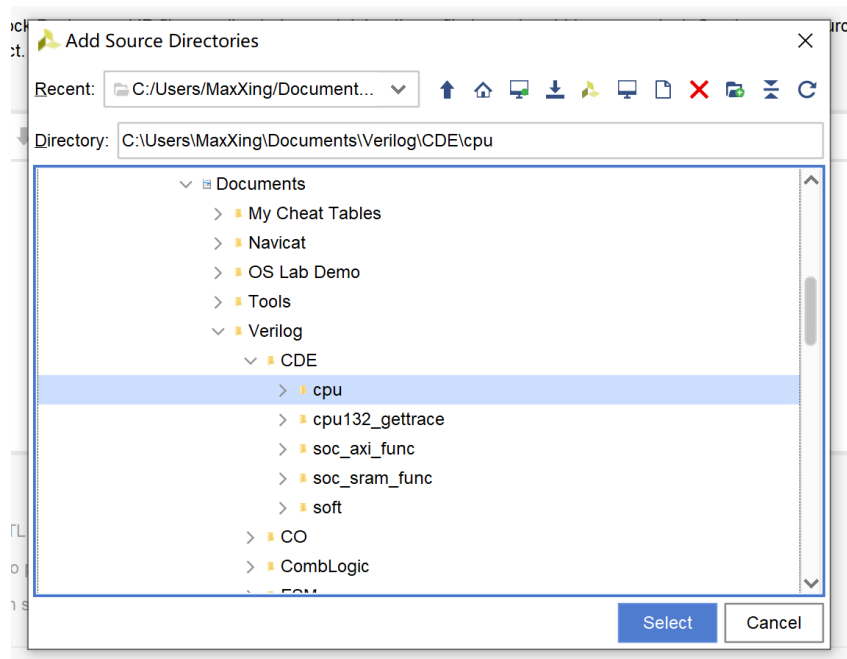 Add Source Directories
Recent: C:/Users/MaxXing/Document...
Directory: C:\Users\MaxXing\Documents\Verilog\CDE\cpu
Documents
My Cheat Tables
Navicat
OS Lab Demo
Tools
Verilog
CDE
cpu
cpu132_gettrace
soc_axi_func
soc_sram_func
soft
CO
CombLogic
Select Cancel